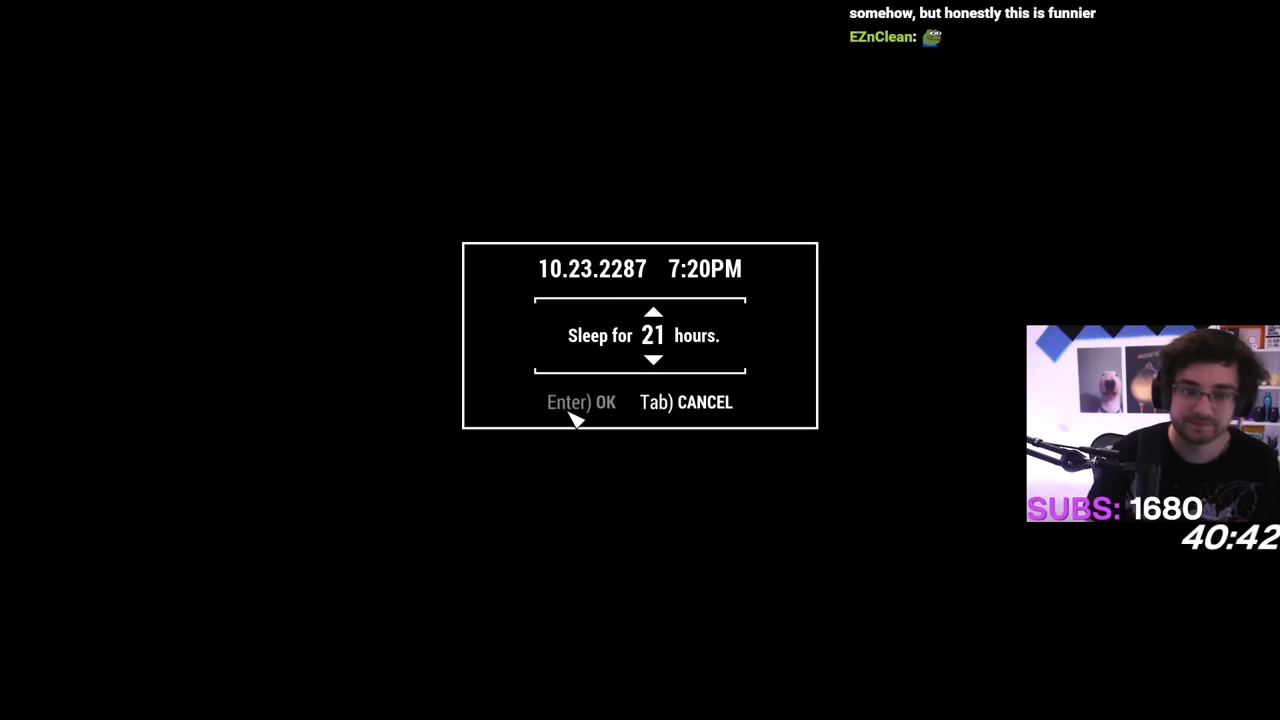 somehow, but honestly this is funnier
EZnClean:
10.23.2287 7:20PM
Sleep for 21 hours.
Enter) OK Tab) CANCEL
SUBS: 1680
40:42